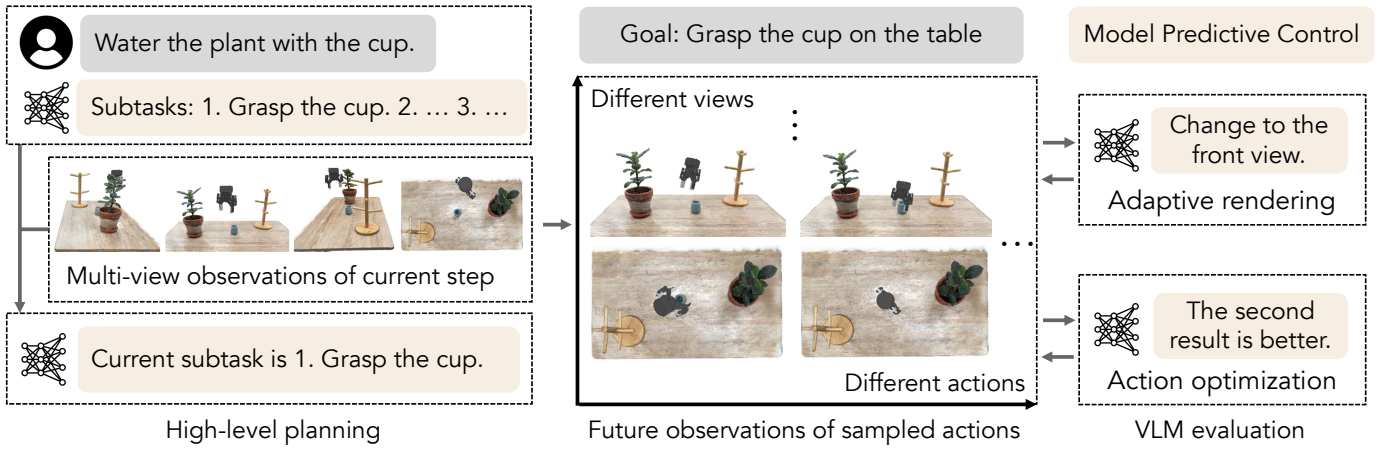 Water the plant with the cup.
Subtasks: 1. Grasp the cup. 2. ... 3. ...
Multi-view observations of current step
Current subtask is 1. Grasp the cup.
High-level planning
Goal: Grasp the cup on the table
Different views
Different actions
Future observations of sampled actions
Model Predictive Control
Change to the
front view.
Adaptive rendering
The second
result is better.
Action optimization
VLM evaluation